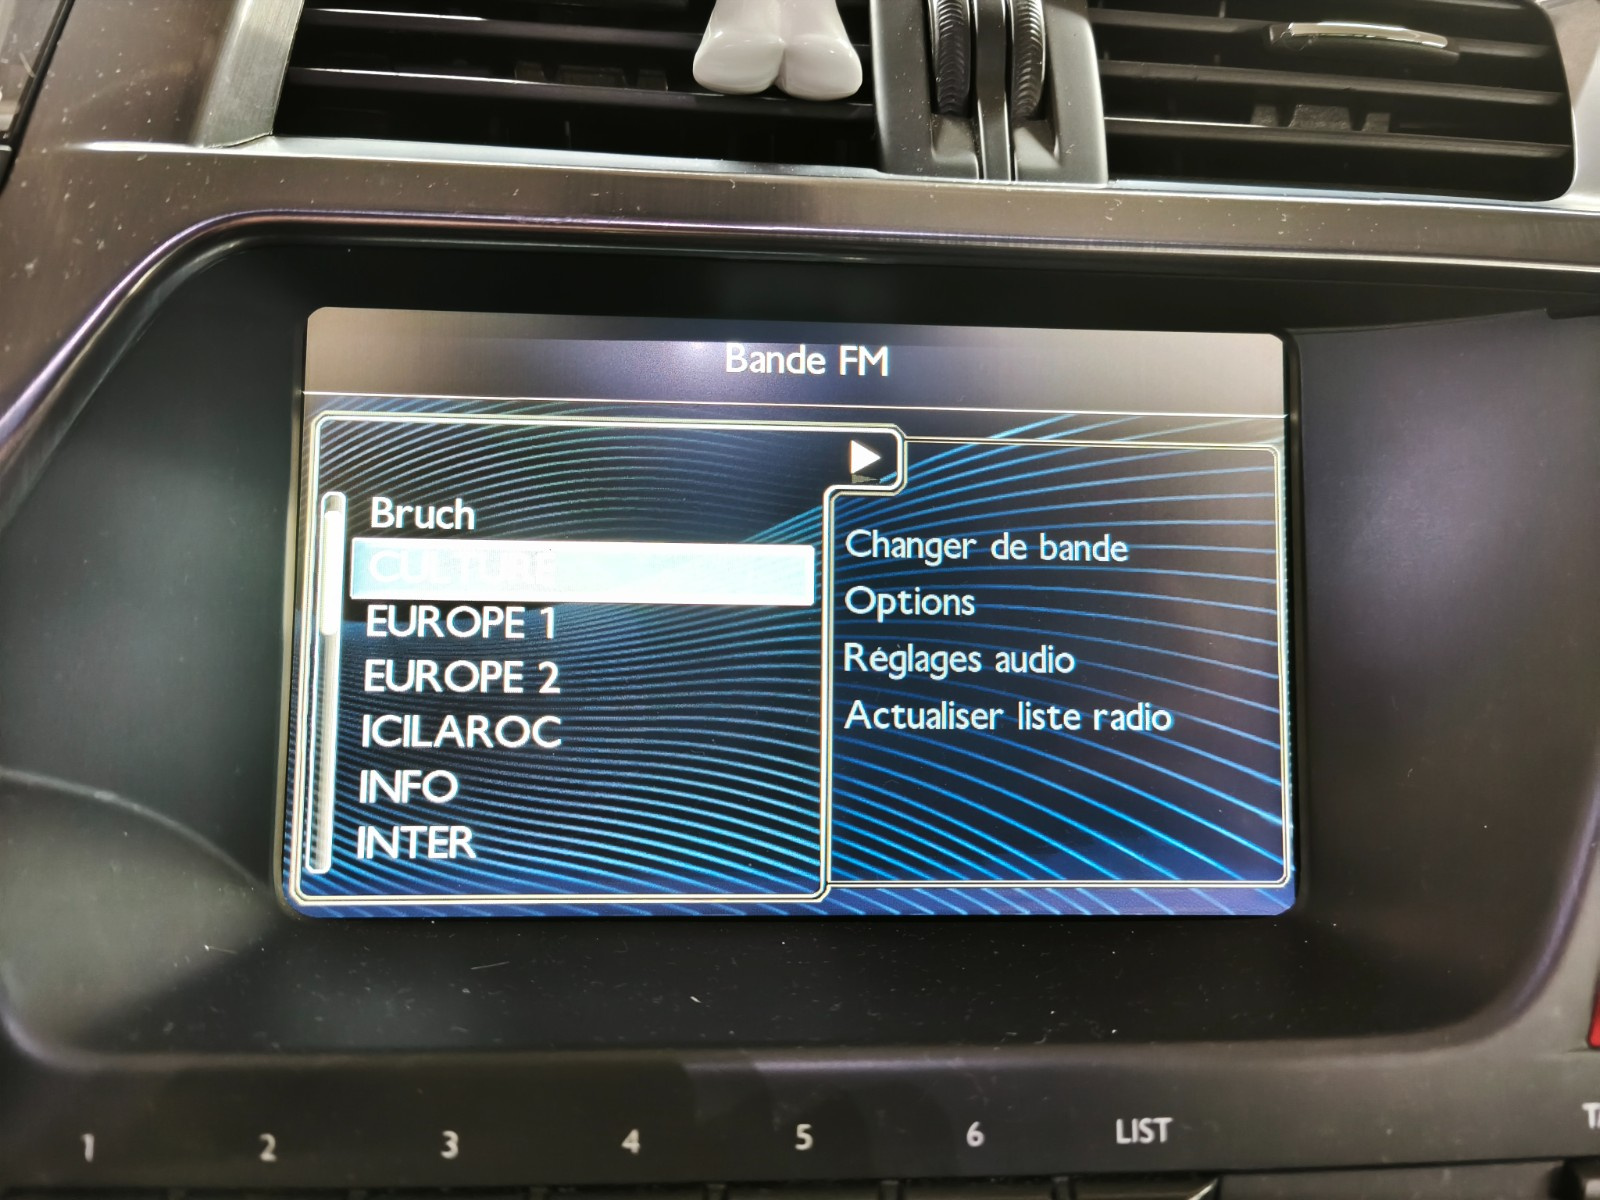 Bande FM
Bruch
CULTURE
EUROPE 1
EUROPE 2
ICILAROC
INFO
INTER
Changer de bande
Options
Réglages audio
Actualiser liste radio
1 2 3 4 5 6 LIST